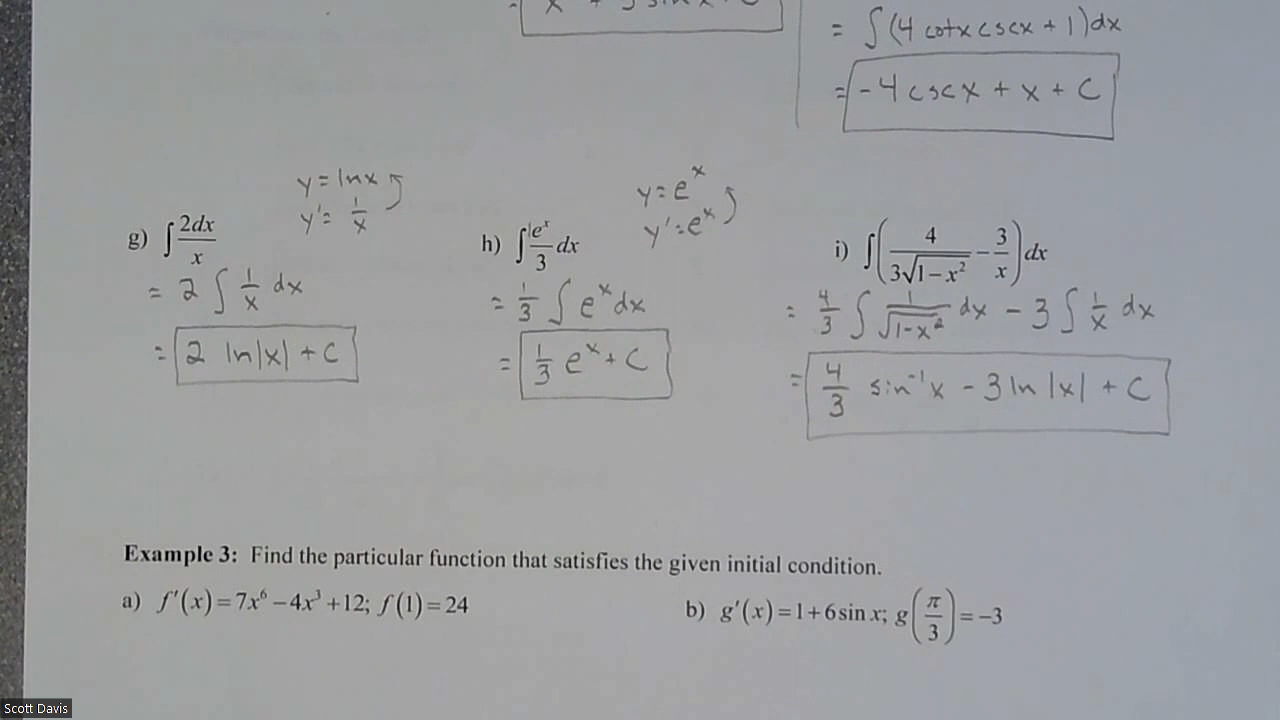 = ∫(4 cotx cscx + 1)dx
= -4 cscx + x + C
y = lnx
y' = 1/x
g) ∫ 2dx/x
= 2 ∫ 1/x dx
= 2 ln|x| + C
y = e^x
y' = e^x
h) ∫ 1e^x/3 dx
= 1/3 ∫ e^x dx
= 1/3 e^x + C
i) ∫(4/(3√(1-x²)) - 3/x) dx
= 4/3 ∫ 1/√(1-x²) dx - 3 ∫ 1/x dx
= 4/3 sin⁻¹x - 3 ln|x| + C
Example 3: Find the particular function that satisfies the given initial condition.
a) f'(x) = 7x⁶ - 4x³ + 12; f(1) = 24
b) g'(x) = 1 + 6 sin x; g(π/3) = -3
Scott Davis